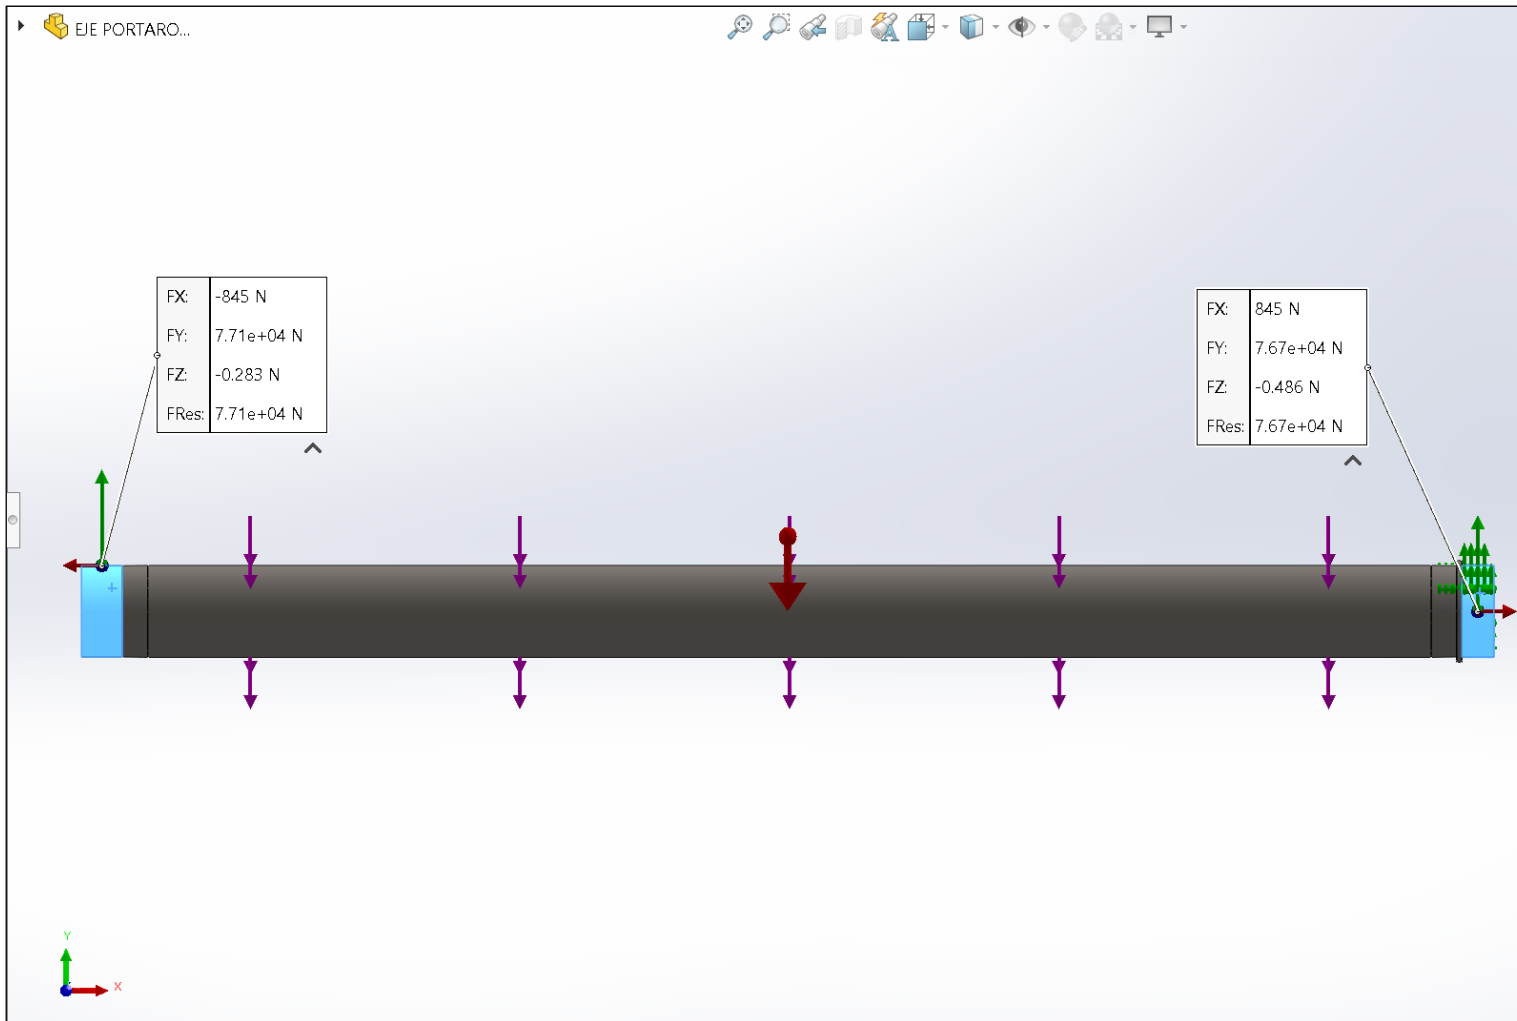 EJE PORTARO...
FX: -845 N
FY: 7.71e+04 N
FZ: -0.283 N
FRes: 7.71e+04 N
FX: 845 N
FY: 7.67e+04 N
FZ: -0.486 N
FRes: 7.67e+04 N
Y
X